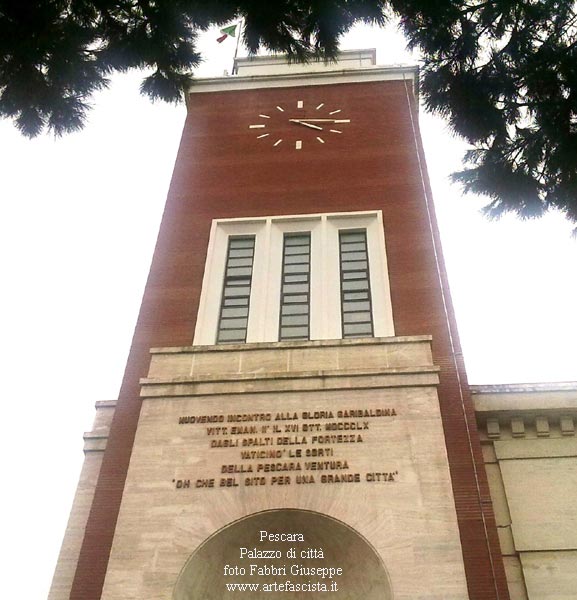 MUOVENDO INCONTRO ALLA GLORIA GARIBALDINA
VITT. EMAN. II° IL XVI OTT. MDCCCLX
DAGLI SPALTI DELLA FORTEZZA
VATICINO' LE SORTI
DELLA PESCARA VENTURA
"OH CHE BEL SITO PER UNA GRANDE CITTA'"
Pescara
Palazzo di città
foto Fabbri Giuseppe
www.artefascista.it